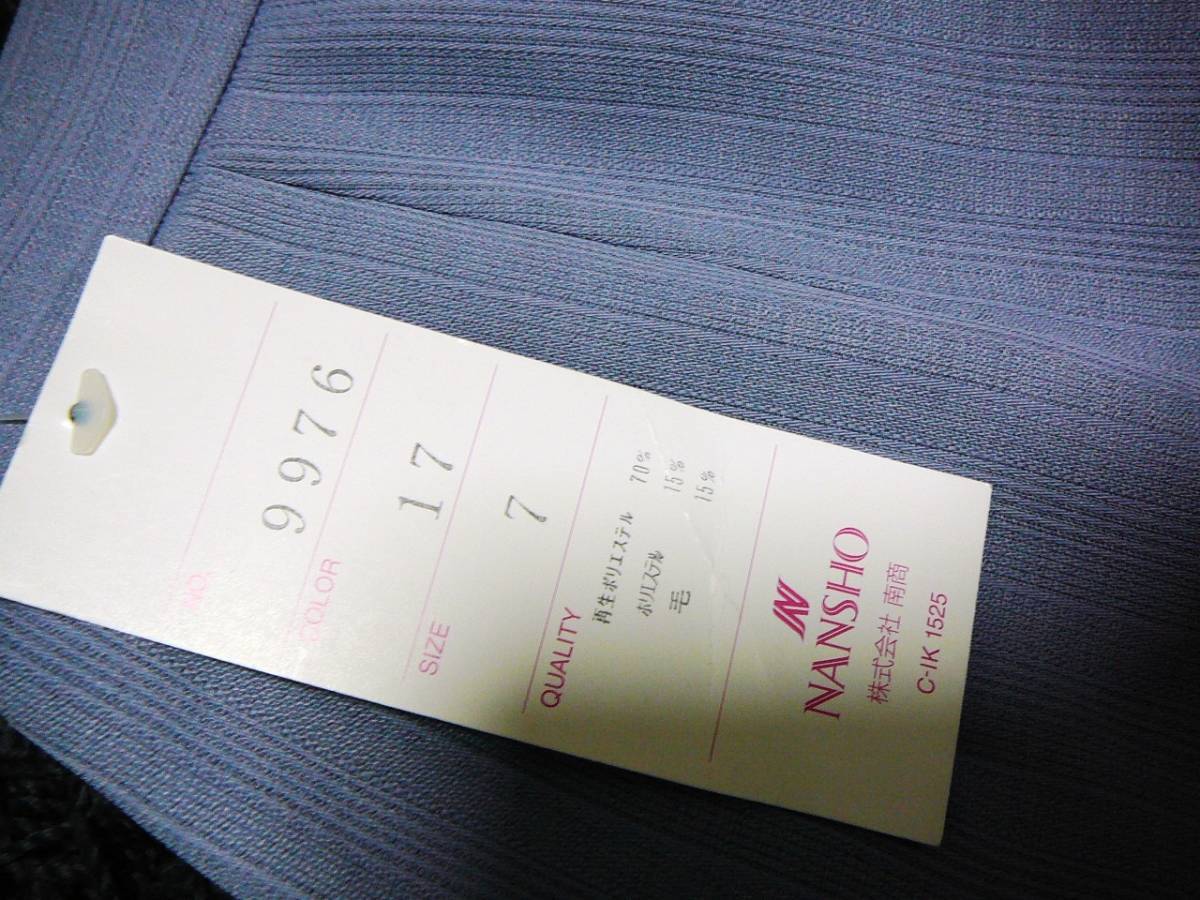 NO.
9976
COLOR
17
SIZE
7
QUALITY
再生ポリエステル 70%
ポリエステル 15%
毛 15%
NANSHO
株式会社 南商
C-IK 1525